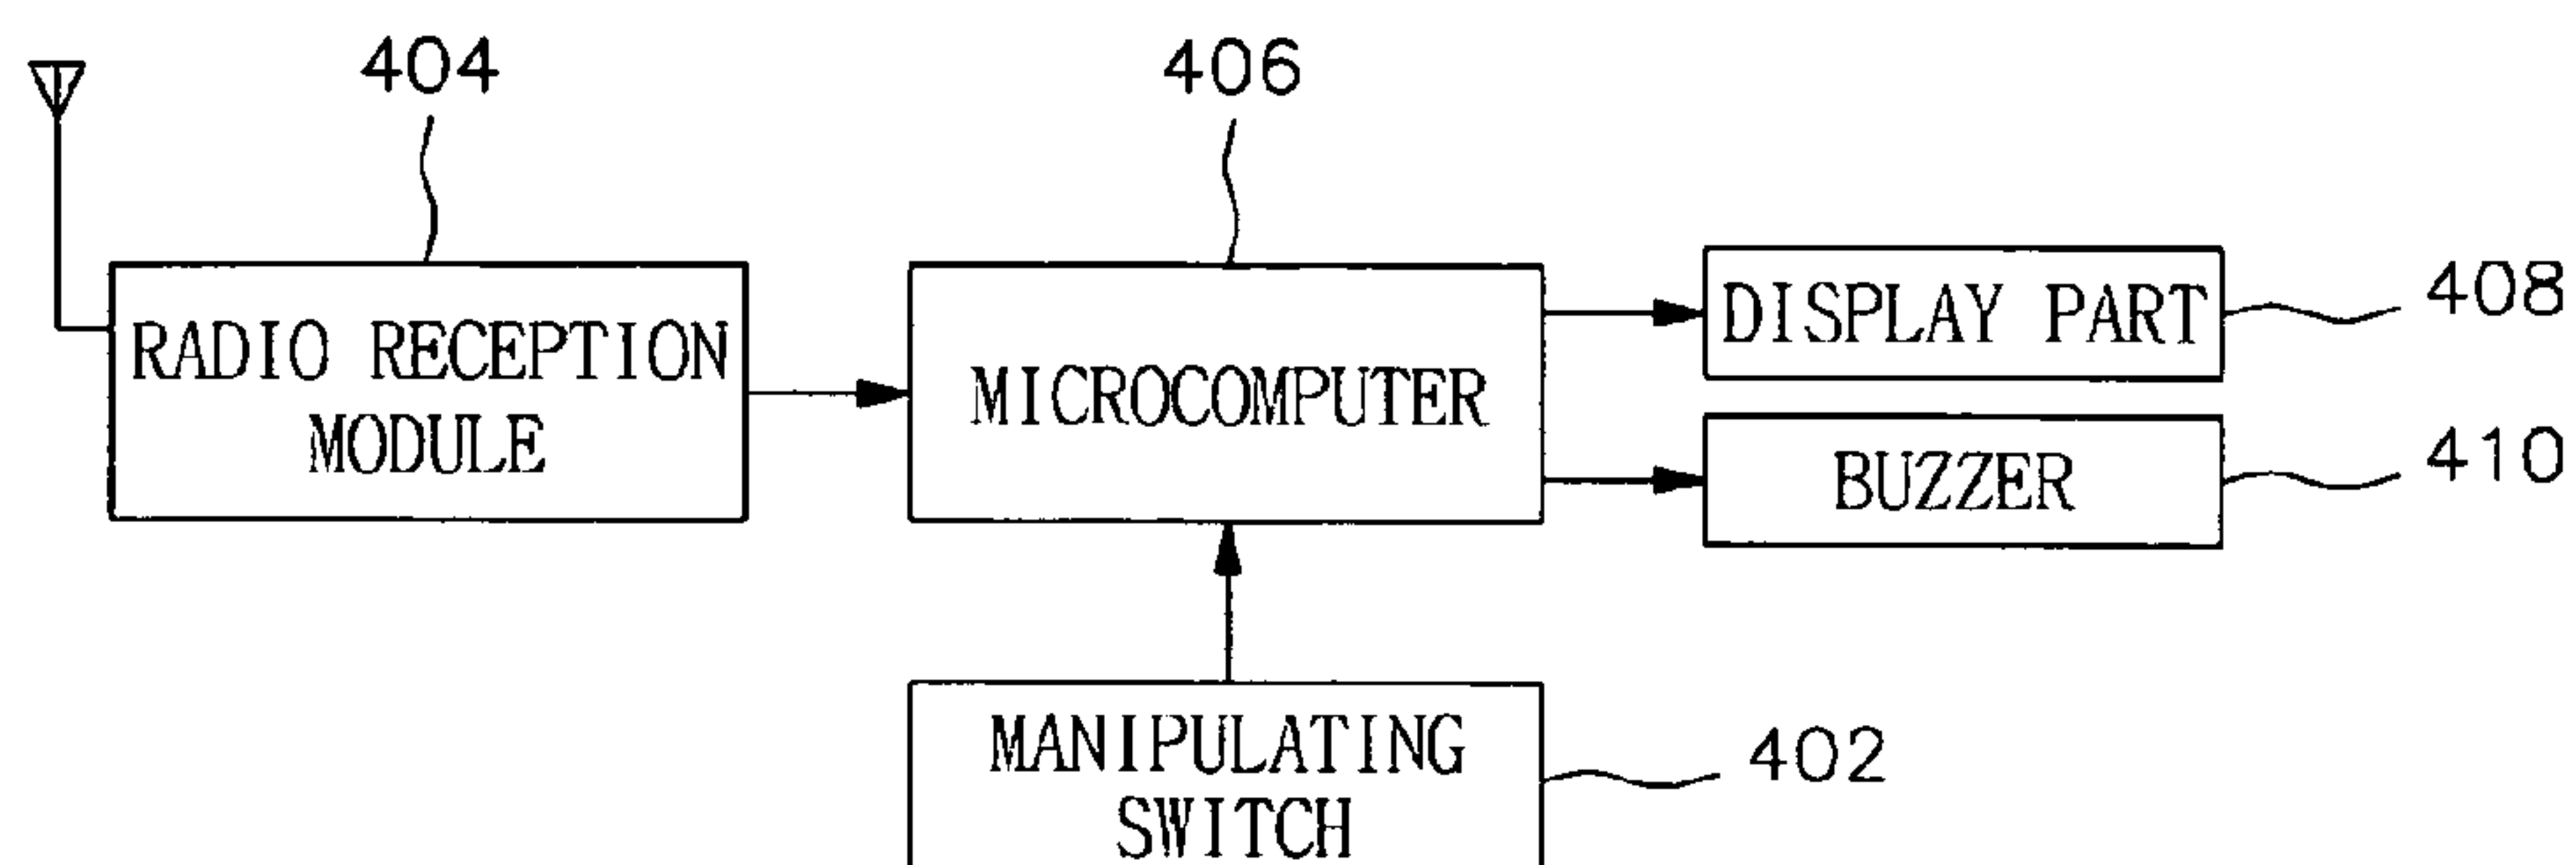 404
406
RADIO RECEPTION
MODULE
MICROCOMPUTER
DISPLAY PART
408
BUZZER
410
MANIPULATING
SWITCH
402